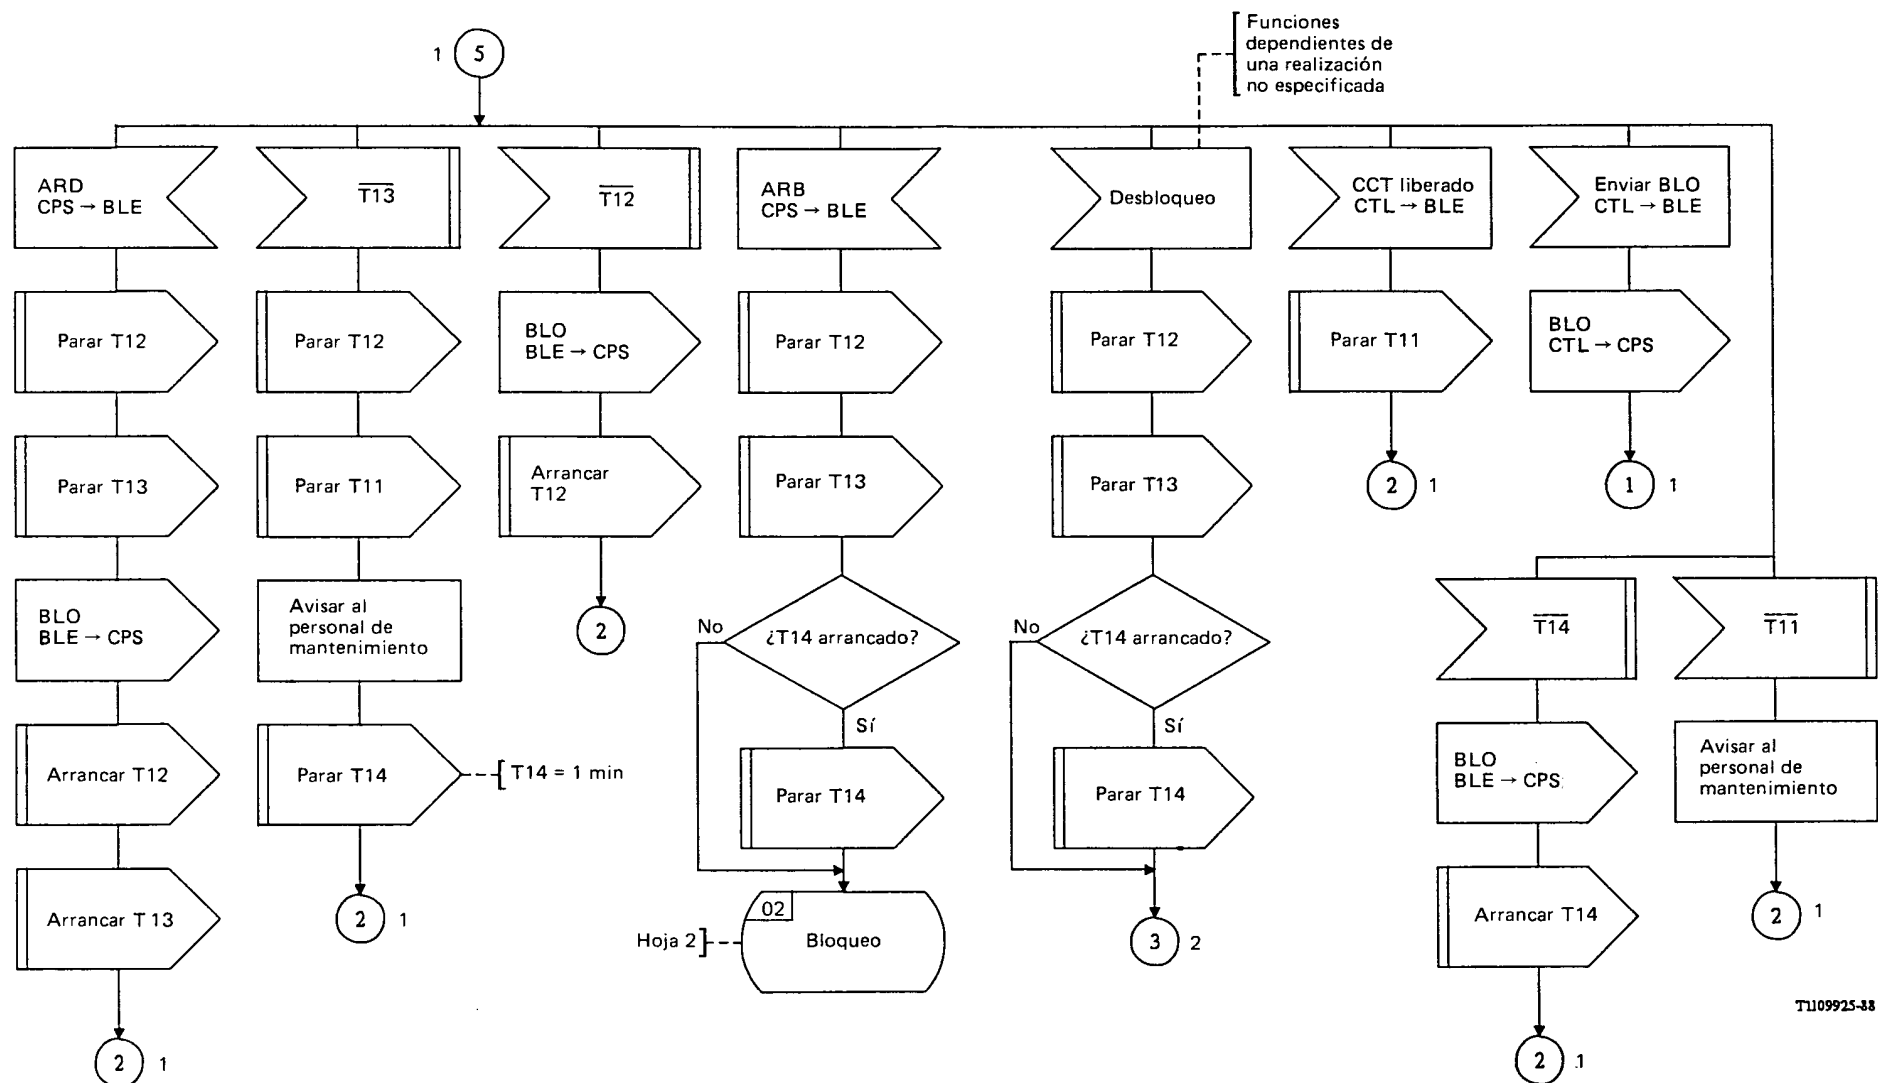 Funciones
dependientes de
una realización
no especificada
1 5
ARD
CPS → BLE
Parar T12
Parar T13
BLO
BLE → CPS
Arrancar T12
Arrancar T13
2 1
T13
Parar T12
Parar T11
Avisar al
personal de
mantenimiento
Parar T14
T14 = 1 min
2 1
T12
BLO
BLE → CPS
Arrancar
T12
2
ARB
CPS → BLE
Parar T12
Parar T13
¿T14 arrancado?
No
Sí
Parar T14
02
Bloqueo
Hoja 2
Desbloqueo
Parar T12
Parar T13
¿T14 arrancado?
No
Sí
Parar T14
3 2
CCT liberado
CTL → BLE
Parar T11
2 1
Enviar BLO
CTL → BLE
BLO
CTL → CPS
1 1
T14
BLO
BLE → CPS
Arrancar T14
2 1
T11
Avisar al
personal de
mantenimiento
2 1
T1109925-88